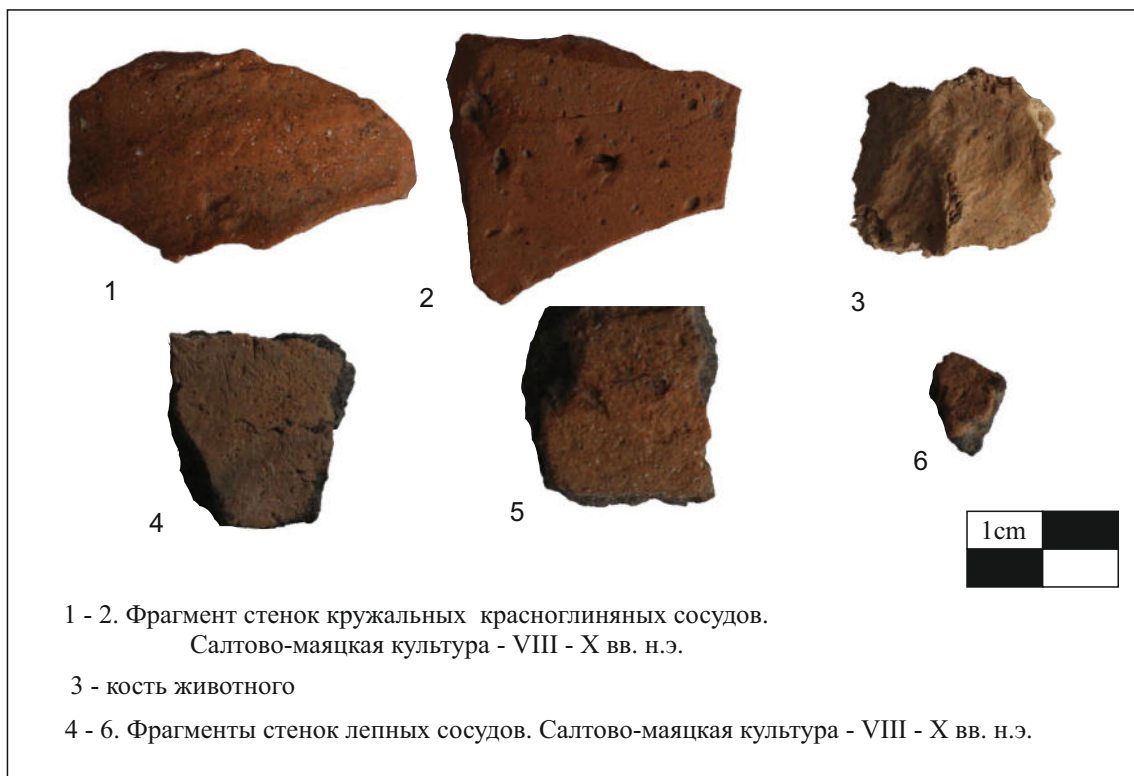 1
2
3
4
5
6
1cm
1 - 2. Фрагмент стенок кружальных красноглиняных сосудов.
Салтово-маяцкая культура - VIII - X вв. н.э.
3 - кость животного
4 - 6. Фрагменты стенок лепных сосудов. Салтово-маяцкая культура - VIII - X вв. н.э.